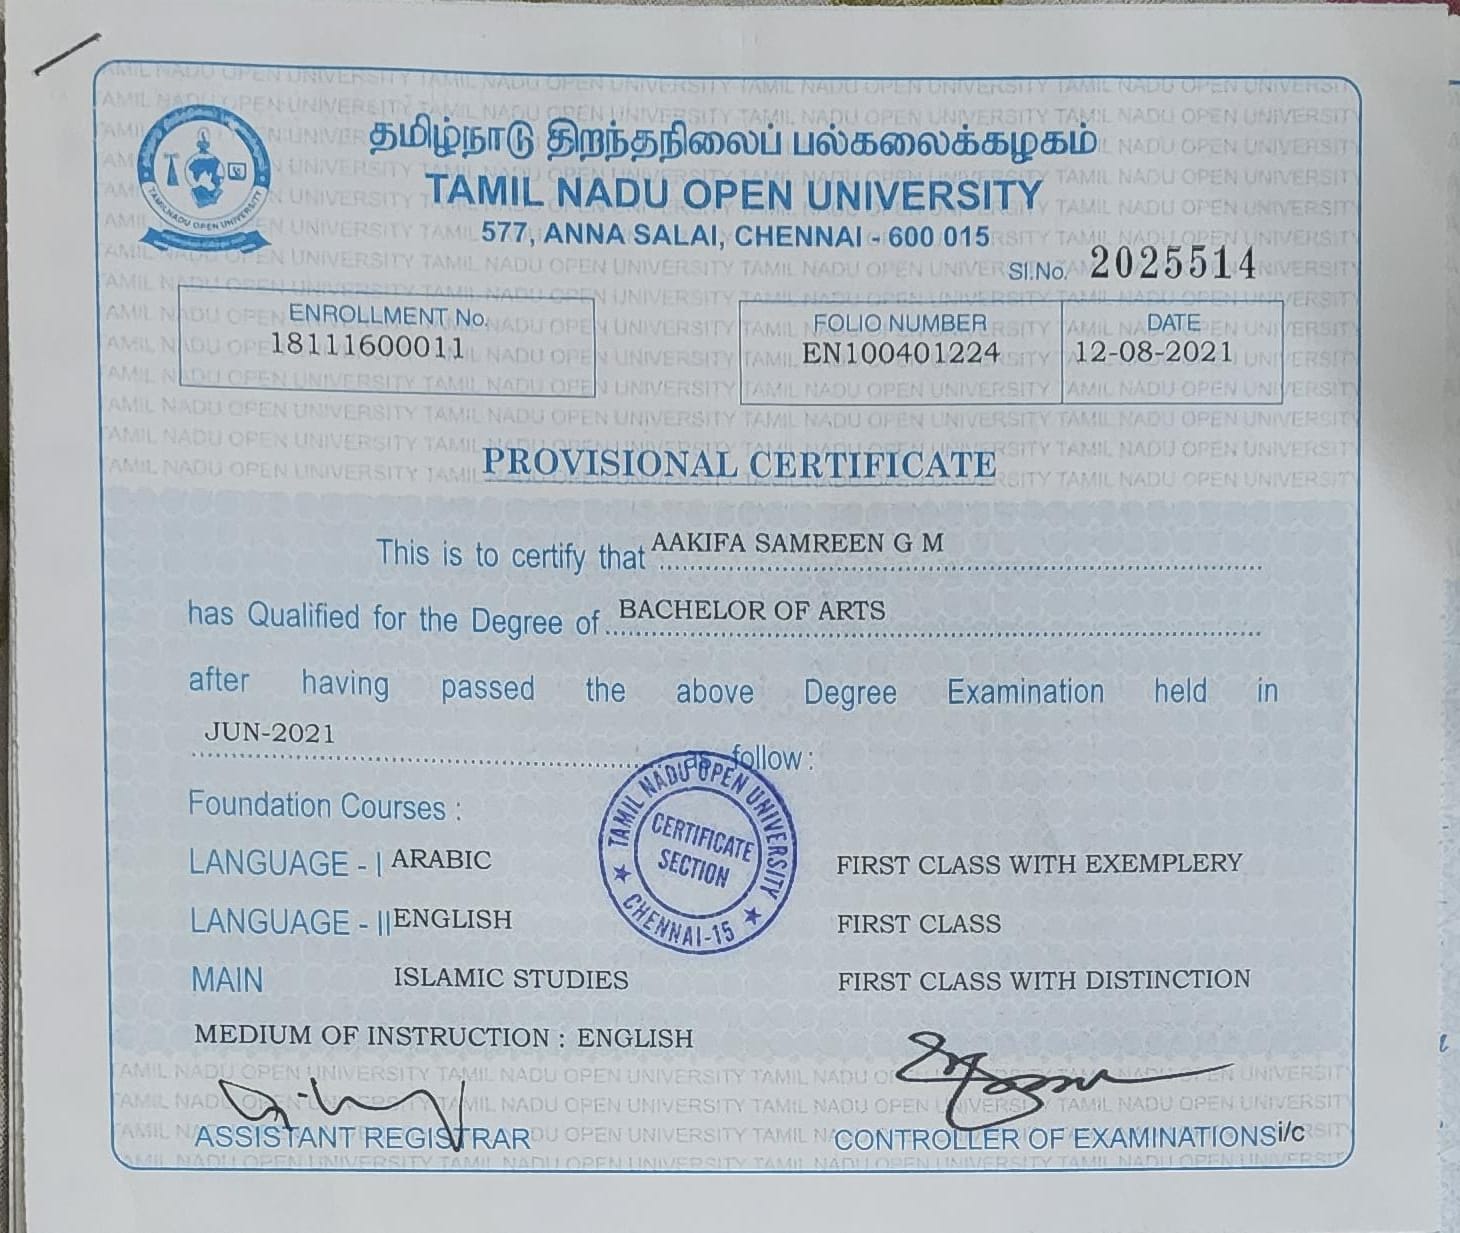 தமிழ்நாடு திறந்தநிலைப் பல்கலைக்கழகம்
TAMIL NADU OPEN UNIVERSITY
577, ANNA SALAI, CHENNAI - 600 015
TAMILNADU OPEN UNIVERSITY
Sl.No. 2025514
ENROLLMENT No.
18111600011
FOLIO NUMBER
EN100401224
DATE
12-08-2021
PROVISIONAL CERTIFICATE
This is to certify that AAKIFA SAMREEN G M
has Qualified for the Degree of BACHELOR OF ARTS
after having passed the above Degree Examination held in
JUN-2021 as follow :
Foundation Courses :
LANGUAGE - I ARABIC FIRST CLASS WITH EXEMPLERY
LANGUAGE - II ENGLISH FIRST CLASS
MAIN ISLAMIC STUDIES FIRST CLASS WITH DISTINCTION
MEDIUM OF INSTRUCTION : ENGLISH
TAMIL NADU OPEN UNIVERSITY
CERTIFICATE
SECTION
CHENNAI-15
ASSISTANT REGISTRAR
CONTROLLER OF EXAMINATIONS i/c